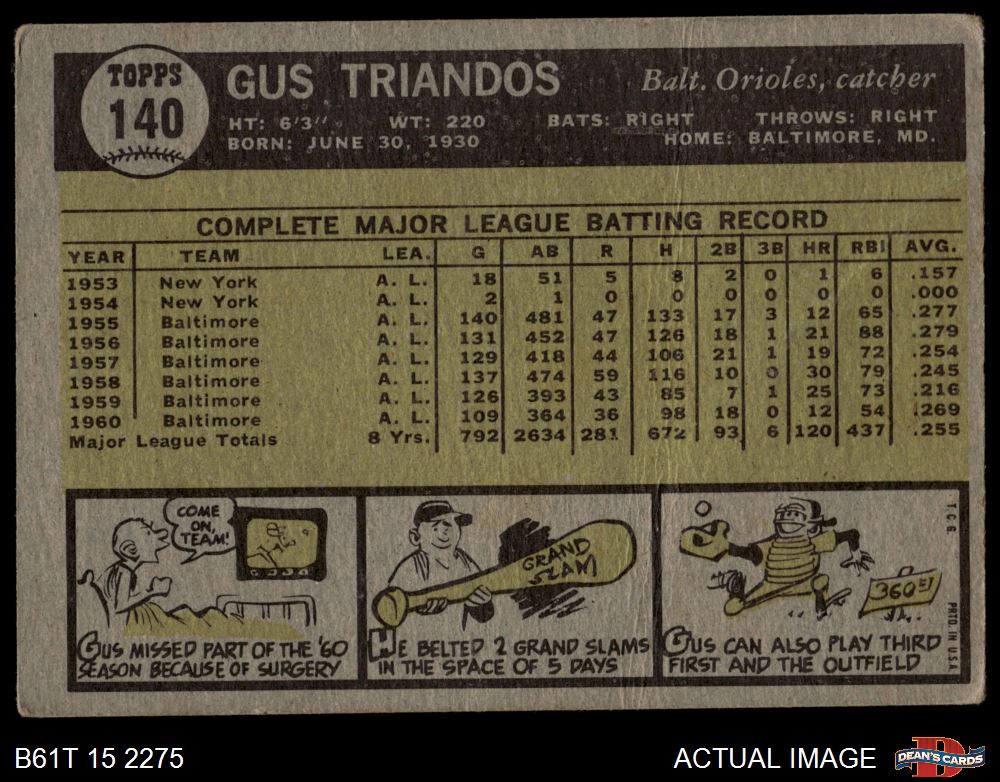 TOPPS
140
GUS TRIANDOS
Balt. Orioles, catcher
HT: 6'3" WT: 220 BATS: RIGHT THROWS: RIGHT
BORN: JUNE 30, 1930 HOME: BALTIMORE, MD.
COMPLETE MAJOR LEAGUE BATTING RECORD
YEAR TEAM LEA. G AB R H 2B 3B HR RBI AVG.
1953 New York A. L. 18 51 5 8 2 0 1 6 .157
1954 New York A. L. 2 1 0 0 0 0 0 0 .000
1955 Baltimore A. L. 140 481 47 133 17 3 12 65 .277
1956 Baltimore A. L. 131 452 47 126 18 1 21 88 .279
1957 Baltimore A. L. 129 418 44 106 21 1 19 72 .254
1958 Baltimore A. L. 137 474 59 116 10 0 30 79 .245
1959 Baltimore A. L. 126 393 43 85 7 1 25 73 .216
1960 Baltimore A. L. 109 364 36 98 18 0 12 54 .269
Major League Totals 8 Yrs. 792 2634 281 672 93 6 120 437 .255
COME
ON,
TEAM!
GUS MISSED PART OF THE '60
SEASON BECAUSE OF SURGERY
GRAND
SLAM
HE BELTED 2 GRAND SLAMS
IN THE SPACE OF 5 DAYS
360FT
GUS CAN ALSO PLAY THIRD
FIRST AND THE OUTFIELD
T.C.G.
PRTD. IN U.S.A.
B61T 15 2275
ACTUAL IMAGE
D
DEAN'S CARDS